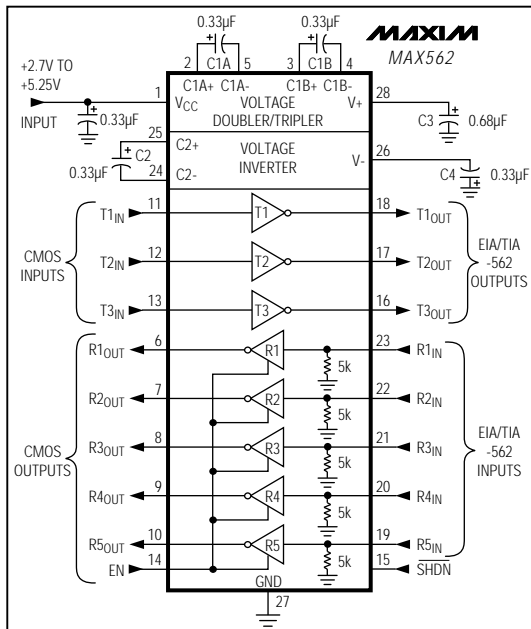 0.33µF 0.33µF
MAXIM
MAX562
2 C1A 5 3 C1B 4
+2.7V TO
+5.25V
INPUT
C1A+ C1A- C1B+ C1B-
1 VCC VOLTAGE DOUBLER/TRIPLER V+ 28
0.33µF
C3 0.68µF
25 C2+ VOLTAGE INVERTER V- 26
C2
0.33µF
24 C2-
C4 0.33µF
T1IN 11 T1 18 T1OUT
CMOS INPUTS
T2IN 12 T2 17 T2OUT
EIA/TIA -562 OUTPUTS
T3IN 13 T3 16 T3OUT
R1OUT 6 R1 23 R1IN
5k
R2OUT 7 R2 22 R2IN
5k
CMOS OUTPUTS
R3OUT 8 R3 21 R3IN
5k
EIA/TIA -562 INPUTS
R4OUT 9 R4 20 R4IN
5k
R5OUT 10 R5 19 R5IN
5k
EN 14 15 SHDN
GND
27